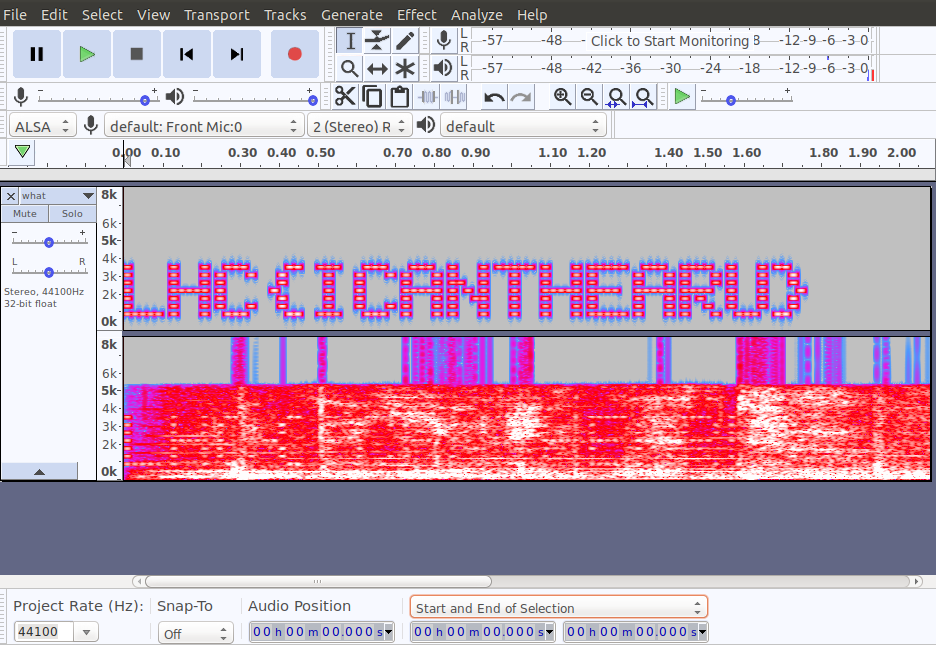 File Edit Select View Transport Tracks Generate Effect Analyze Help
L R -57 -48 - Click to Start Monitoring 8 -12 -9 -6 -3 0
L R -57 -48 -42 -36 -30 -24 -18 -12 -9 -6 -3 0
- + - + - +
ALSA default: Front Mic:0 2 (Stereo) R default
0.00 0.10 0.30 0.40 0.50 0.70 0.80 0.90 1.10 1.20 1.40 1.50 1.60 1.80 1.90 2.00
what
Mute Solo
- +
L R
Stereo, 44100Hz
32-bit float
8k
6k
5k
4k
3k
2k
0k
8k
6k
5k
4k
3k
2k
0k
Project Rate (Hz): Snap-To Audio Position Start and End of Selection
44100 Off 00 h 00 m 00.000 s 00 h 00 m 00.000 s 00 h 00 m 00.000 s